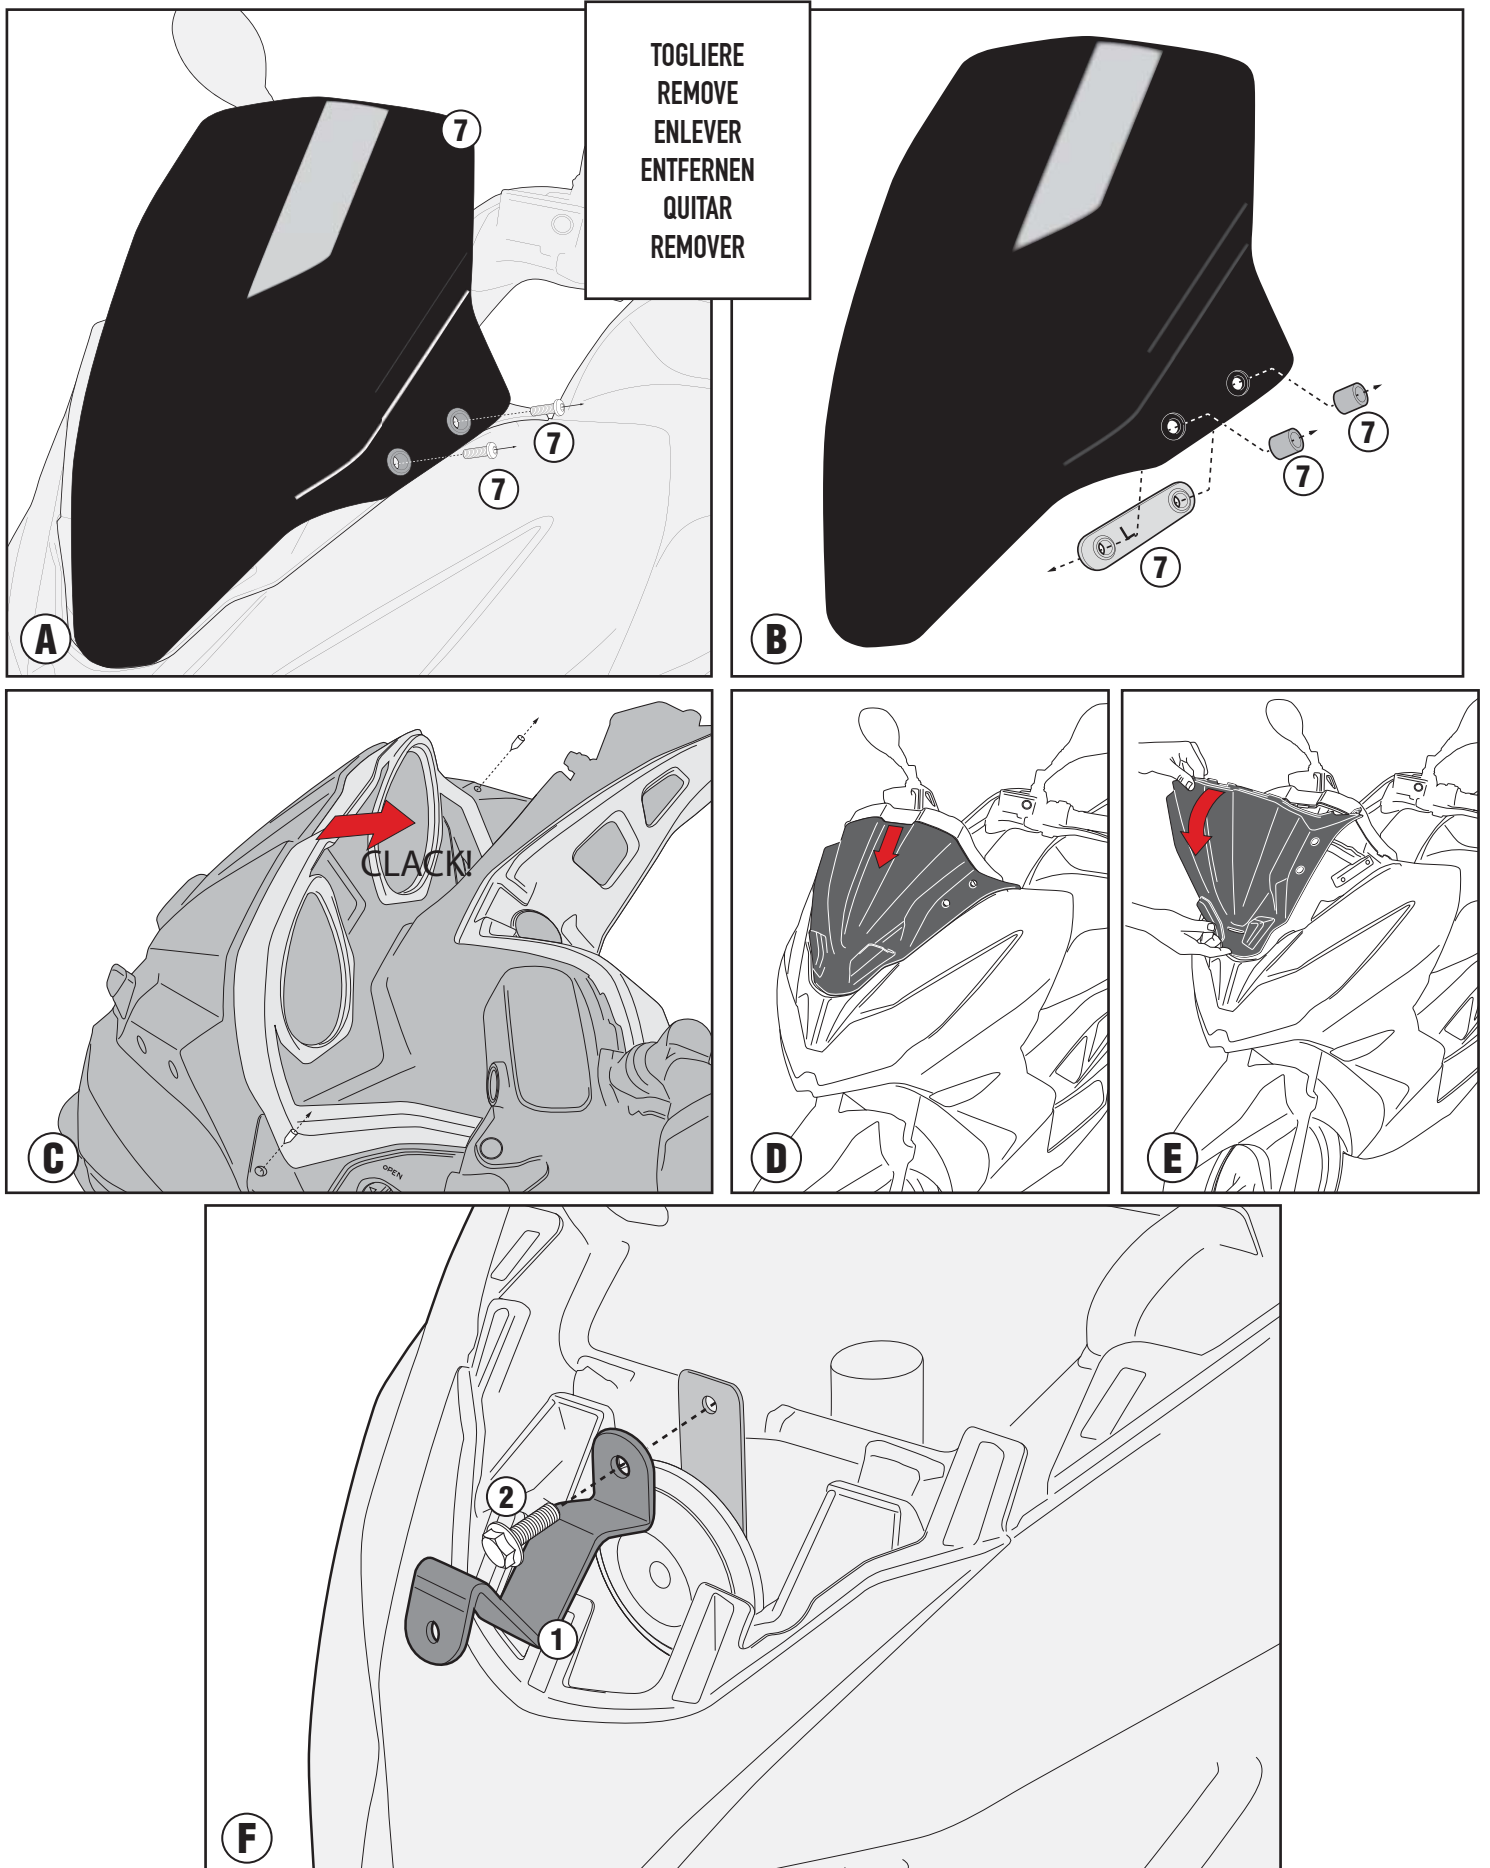 TOGLIERE
REMOVE
ENLEVER
ENTFERNEN
QUITAR
REMOVER
7
7
7
A
7
7
7
L
B
CLACK!
OPEN
C
D
E
2
1
F